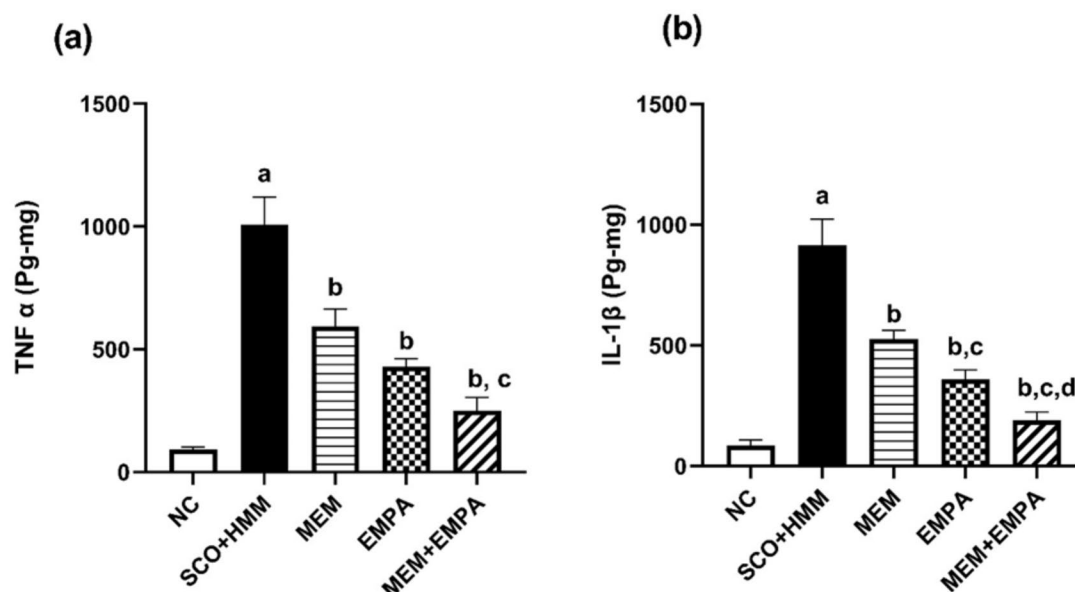 (a)
TNF α (Pg-mg)
1500
1000
500
0
a
b
b
b, c
NC
SCO+HMM
MEM
EMPA
MEM+EMPA
(b)
IL-1β (Pg-mg)
1500
1000
500
0
a
b
b,c
b,c,d
NC
SCO+HMM
MEM
EMPA
MEM+EMPA